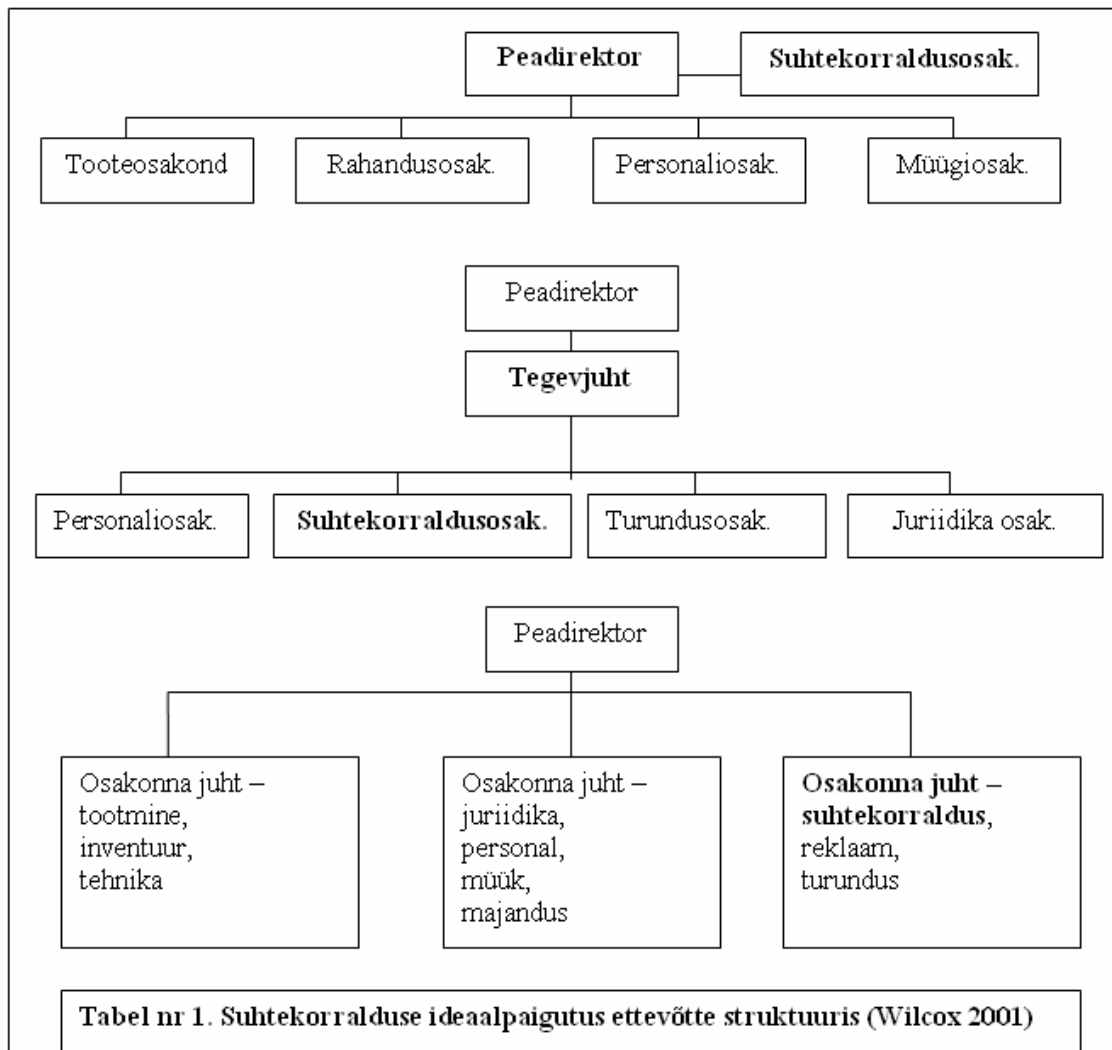 Peadirektor
Suhtekorraldusosak.
Tooteosakond
Rahandusosak.
Personaliosak.
Müügiosak.
Peadirektor
Tegevjuht
Personaliosak.
Suhtekorraldusosak.
Turundusosak.
Juriidika osak.
Peadirektor
Osakonna juht –
tootmine,
inventuur,
tehnika
Osakonna juht –
juriidika,
personal,
müük,
majandus
Osakonna juht –
suhtekorraldus,
reklaam,
turundus
Tabel nr 1. Suhtekorralduse ideaalpaigutus ettevõtte struktuuris (Wilcox 2001)